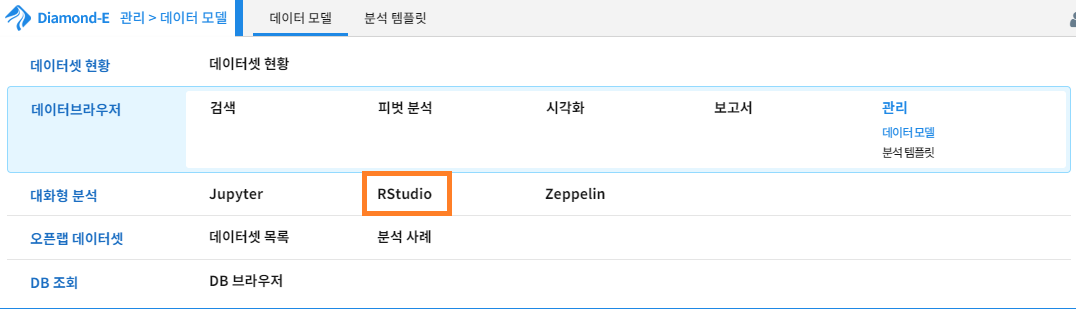 Diamond-E 관리 > 데이터 모델 데이터 모델 분석 템플릿
데이터셋 현황 데이터셋 현황
데이터브라우저 검색 피벗 분석 시각화 보고서 관리
데이터 모델
분석 템플릿
대화형 분석 Jupyter RStudio Zeppelin
오픈랩 데이터셋 데이터셋 목록 분석 사례
DB 조회 DB 브라우저